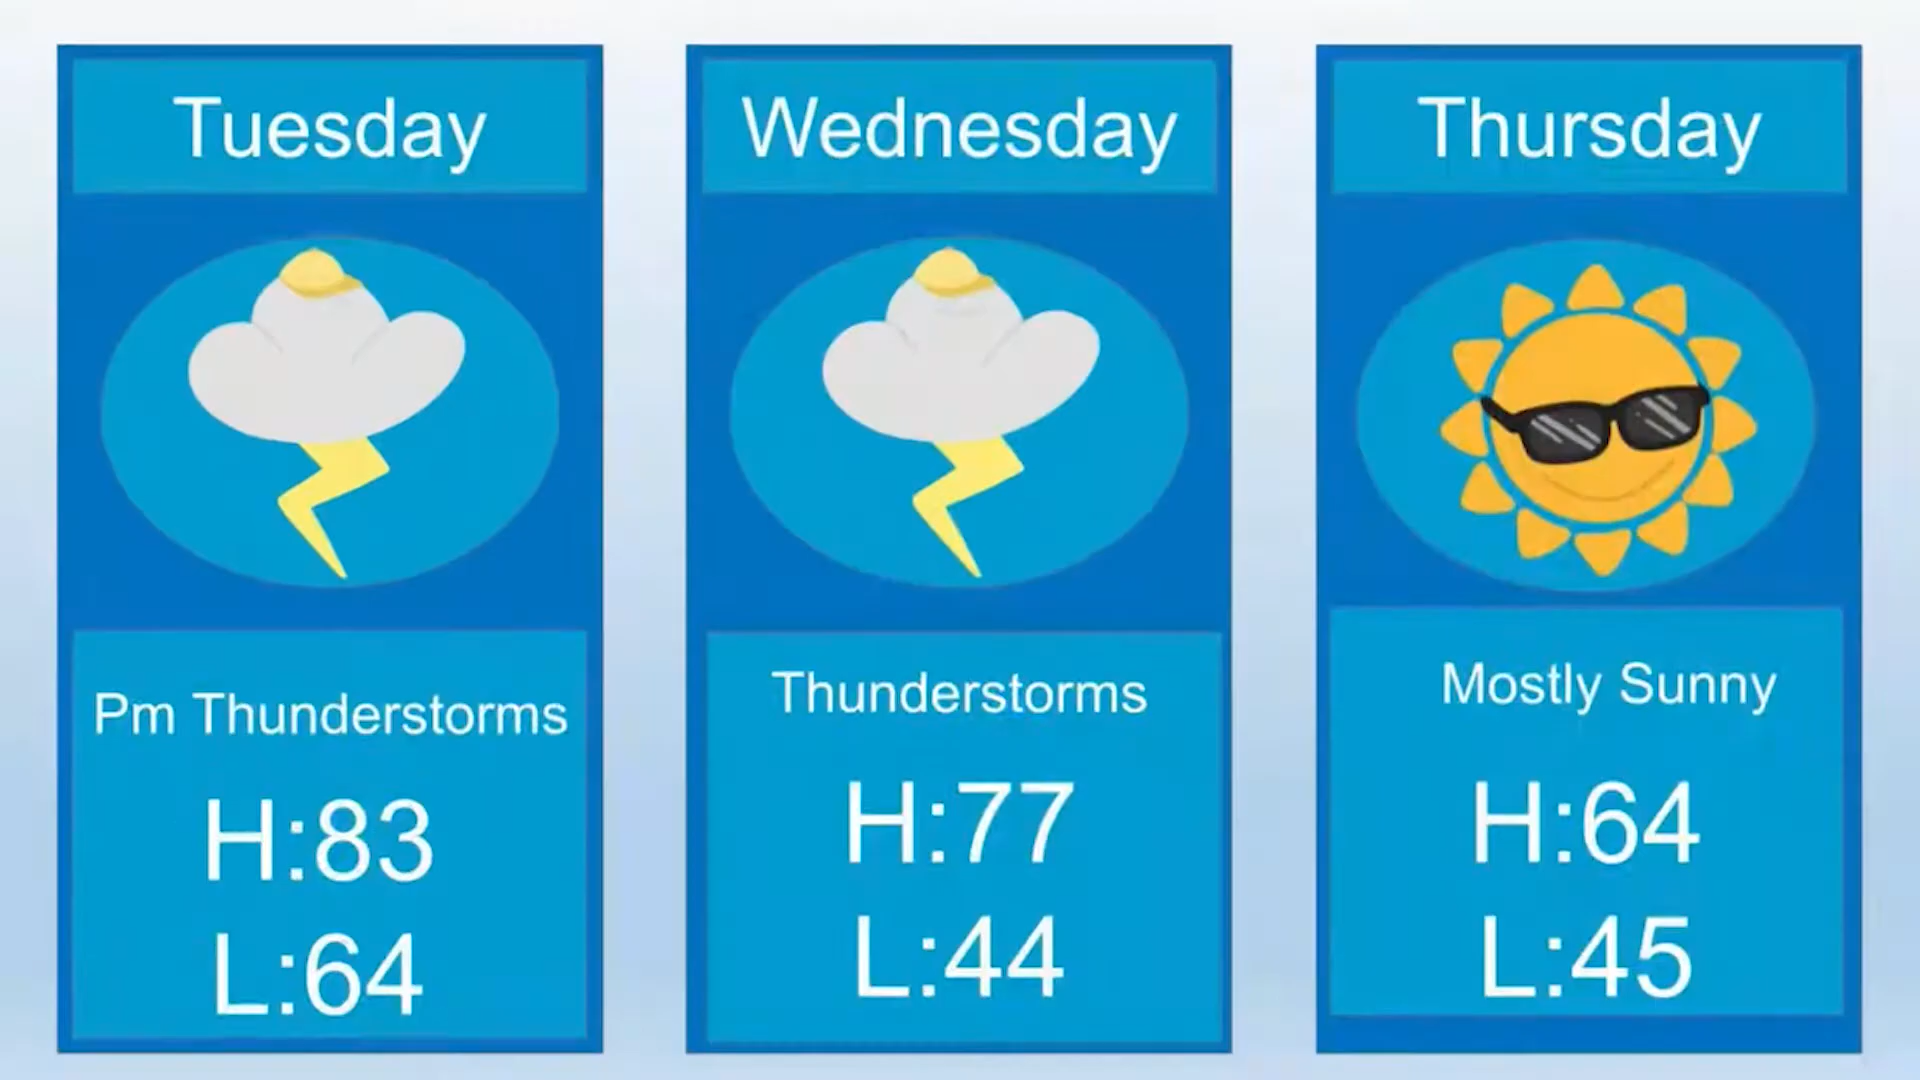 Tuesday
Pm Thunderstorms
H:83
L:64
Wednesday
Thunderstorms
H:77
L:44
Thursday
Mostly Sunny
H:64
L:45